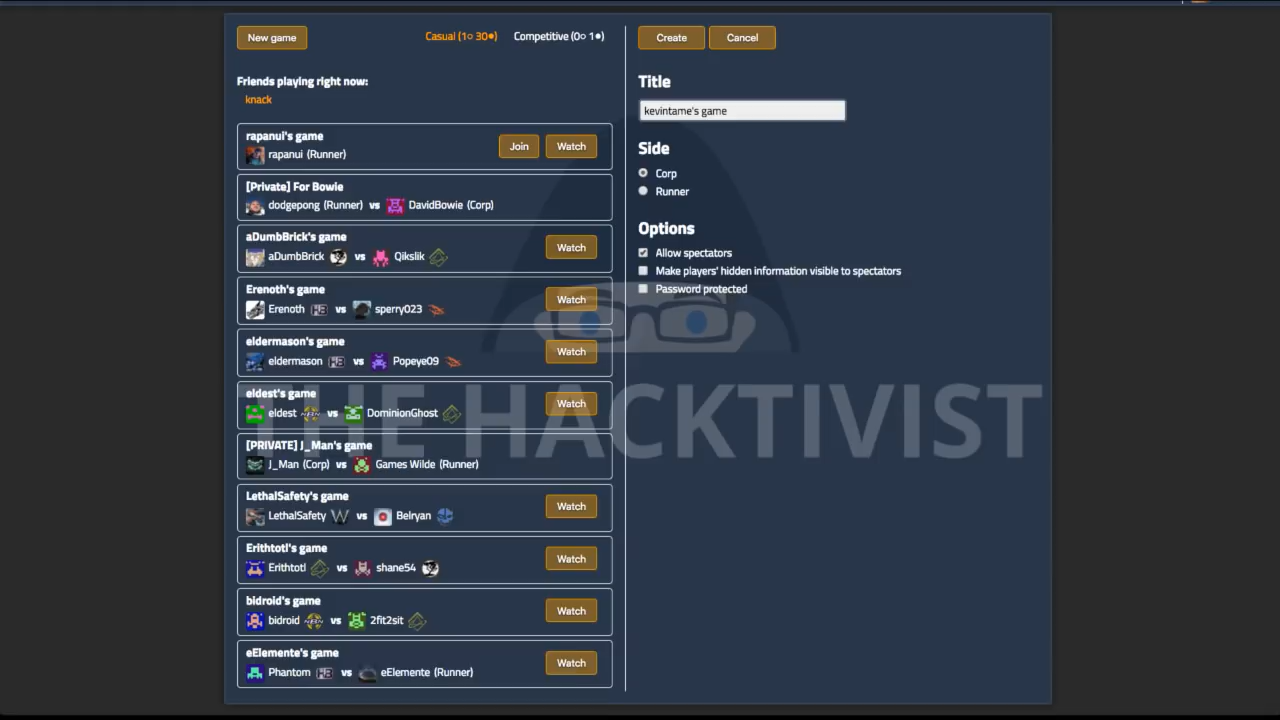 New game
Casual (1○ 30●) Competitive (0○ 1●)
Friends playing right now:
knack
rapanui's game
rapanui (Runner)
Join
Watch
[Private] For Bowie
dodgepong (Runner) vs DavidBowie (Corp)
aDumbBrick's game
aDumbBrick vs Qikslik
Watch
Erenoth's game
Erenoth vs sperry023
Watch
eldermason's game
eldermason vs Popeye09
Watch
eldest's game
eldest vs DominionGhost
Watch
[PRIVATE] J_Man's game
J_Man (Corp) vs Games Wilde (Runner)
LethalSafety's game
LethalSafety vs Belryan
Watch
Erithtotl's game
Erithtotl vs shane54
Watch
bidroid's game
bidroid vs 2fit2sit
Watch
eElemente's game
Phantom vs eElemente (Runner)
Watch
Create
Cancel
Title
kevintame's game
Side
Corp
Runner
Options
Allow spectators
Make players' hidden information visible to spectators
Password protected
THE HACKTIVIST